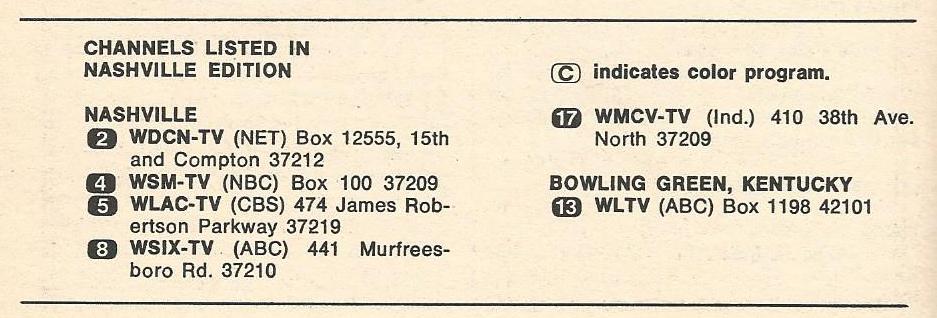 CHANNELS LISTED IN
NASHVILLE EDITION
NASHVILLE
2 WDCN-TV (NET) Box 12555, 15th
and Compton 37212
4 WSM-TV (NBC) Box 100 37209
5 WLAC-TV (CBS) 474 James Rob-
ertson Parkway 37219
8 WSIX-TV (ABC) 441 Murfrees-
boro Rd. 37210
C indicates color program.
17 WMCV-TV (Ind.) 410 38th Ave.
North 37209
BOWLING GREEN, KENTUCKY
13 WLTV (ABC) Box 1198 42101